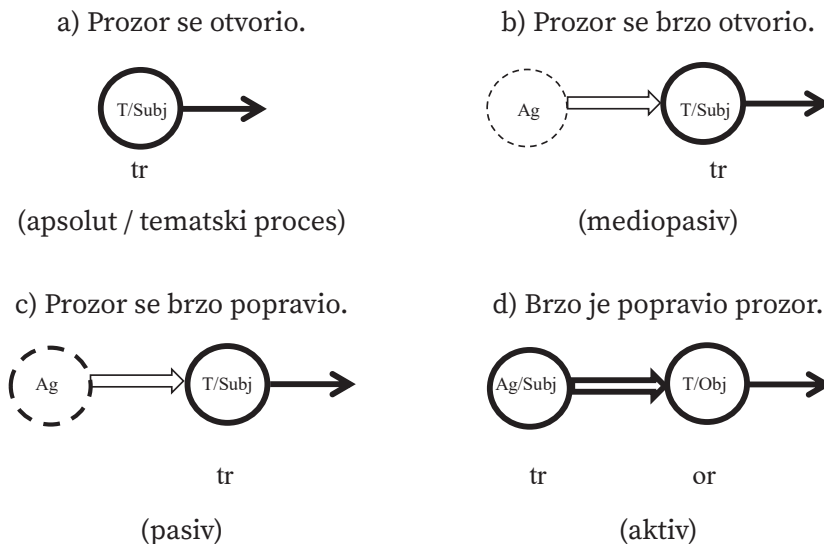 a) Prozor se otvorio.
T/Subj
tr
(apsolut / tematski proces)
b) Prozor se brzo otvorio.
Ag
T/Subj
tr
(mediopasiv)
c) Prozor se brzo popravio.
Ag
T/Subj
tr
(pasiv)
d) Brzo je popravio prozor.
Ag/Subj
T/Obj
tr
or
(aktiv)